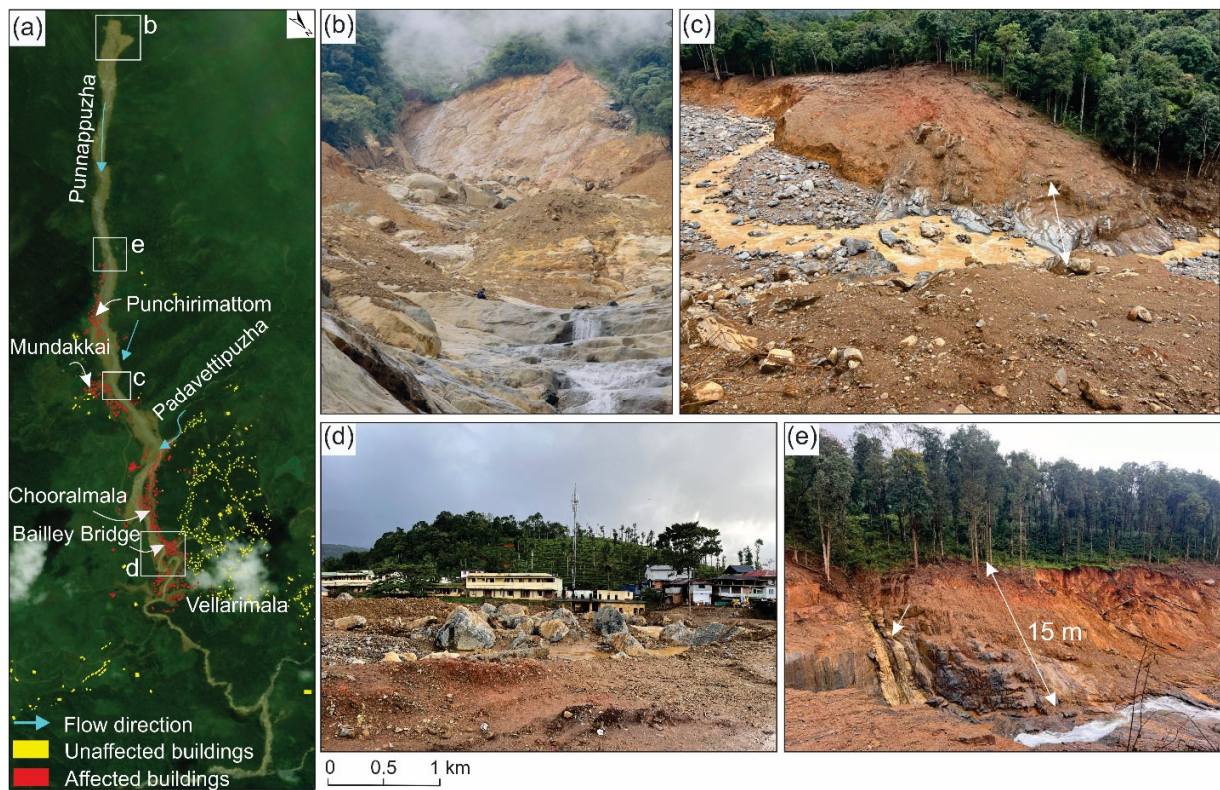 (a)
N
b
Punnappuzha
e
Punchirimattom
Mundakkai
c
Padavettipuzha
Chooralmala
Bailley Bridge
d
Vellarimala
Flow direction
Unaffected buildings
Affected buildings
(b)
(c)
(d)
0 0.5 1 km
(e)
15 m